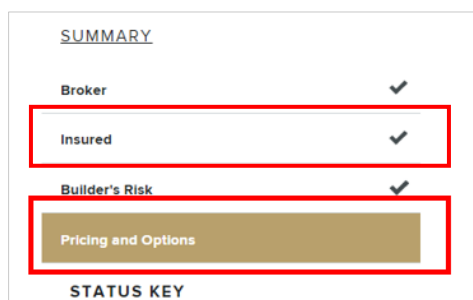 SUMMARY
Broker
Insured
Builder's Risk
Pricing and Options
STATUS KEY